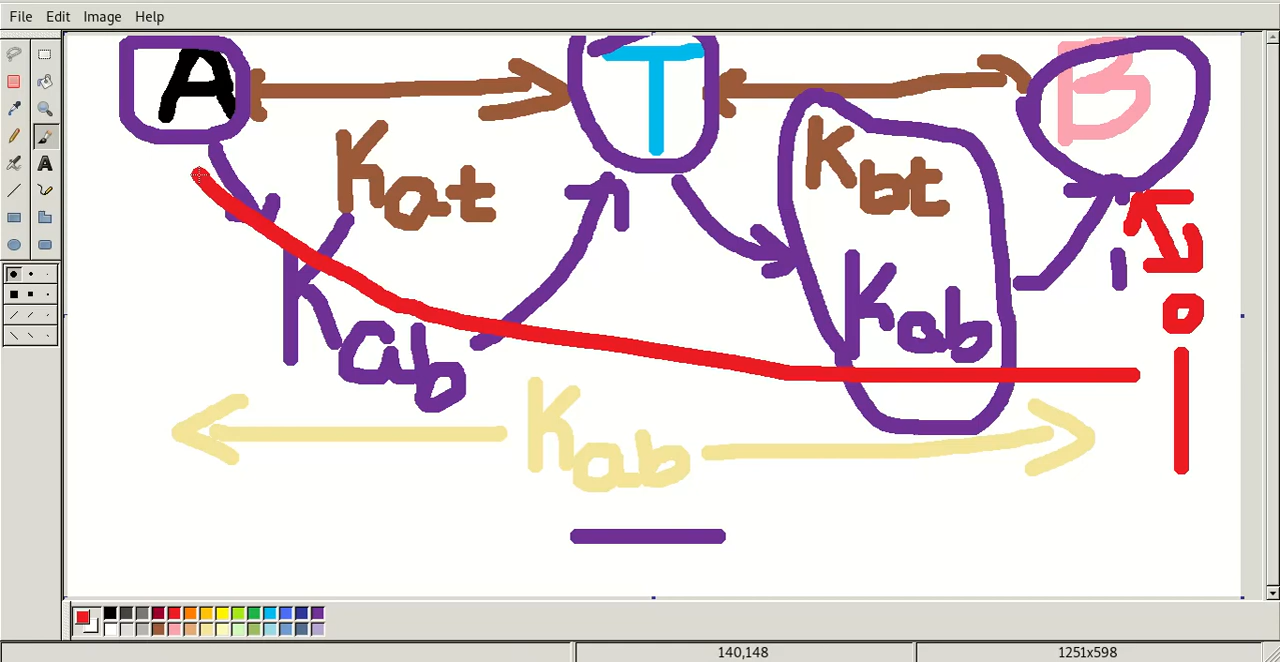 File Edit Image Help
A T B
Kat Kbt
Kab Kab
Kab
140,148 1251x598